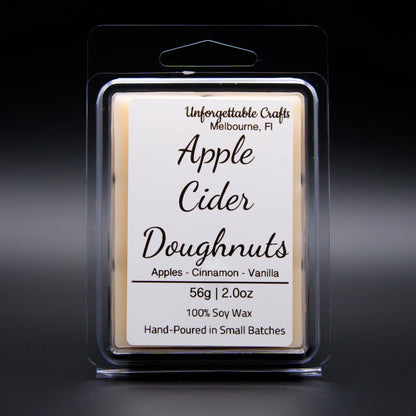 Unforgettable Crafts
Melbourne, Fl
Apple
Cider
Doughnuts
Apples - Cinnamon - Vanilla
56g | 2.0oz
100% Soy Wax
Hand-Poured in Small Batches